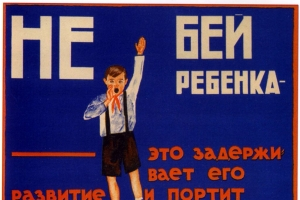 НЕ БЕЙ
РЕБЕНКА-
ЭТО ЗАДЕРЖИ
ВАЕТ ЕГО
РАЗВИТИЕ И ПОРТИТ